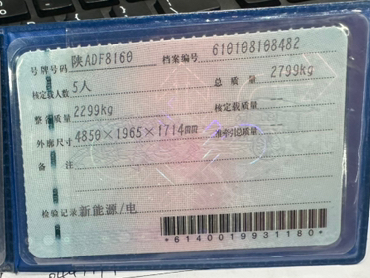 号牌号码 陕ADF8160 档案编号 610108108482
核定载人数 5人 总质量 2799kg
整备质量 2299kg 核定载质量
外廓尺寸 4850×1965×1714mm 准牵引总质量
备注
检验记录 新能源/电
*6140019931180*